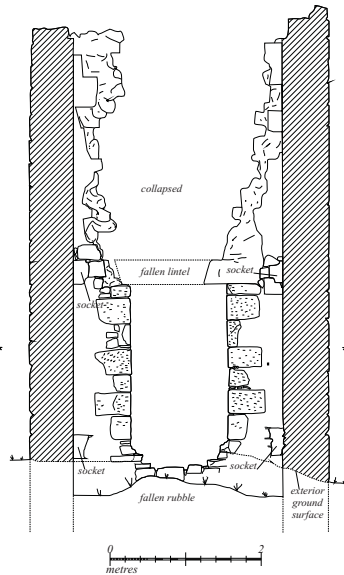 collapsed
fallen lintel
socket
socket
socket
socket
fallen rubble
exterior
ground
surface
0
2
metres